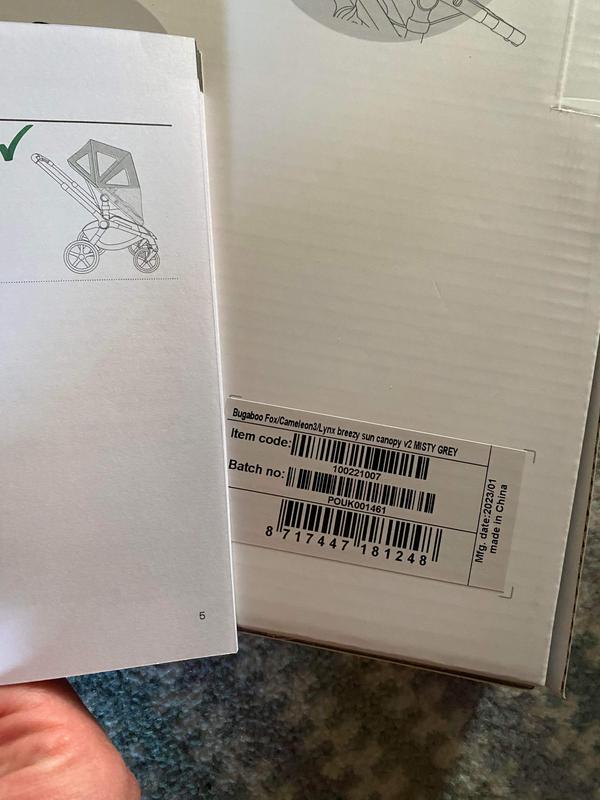 Bugaboo Fox/Cameleon3/Lynx breezy sun canopy v2 MISTY GREY
Item code:
100221007
Batch no:
POUK001461
8 717447 181248
Mfg. date:2023/01
made in China
5